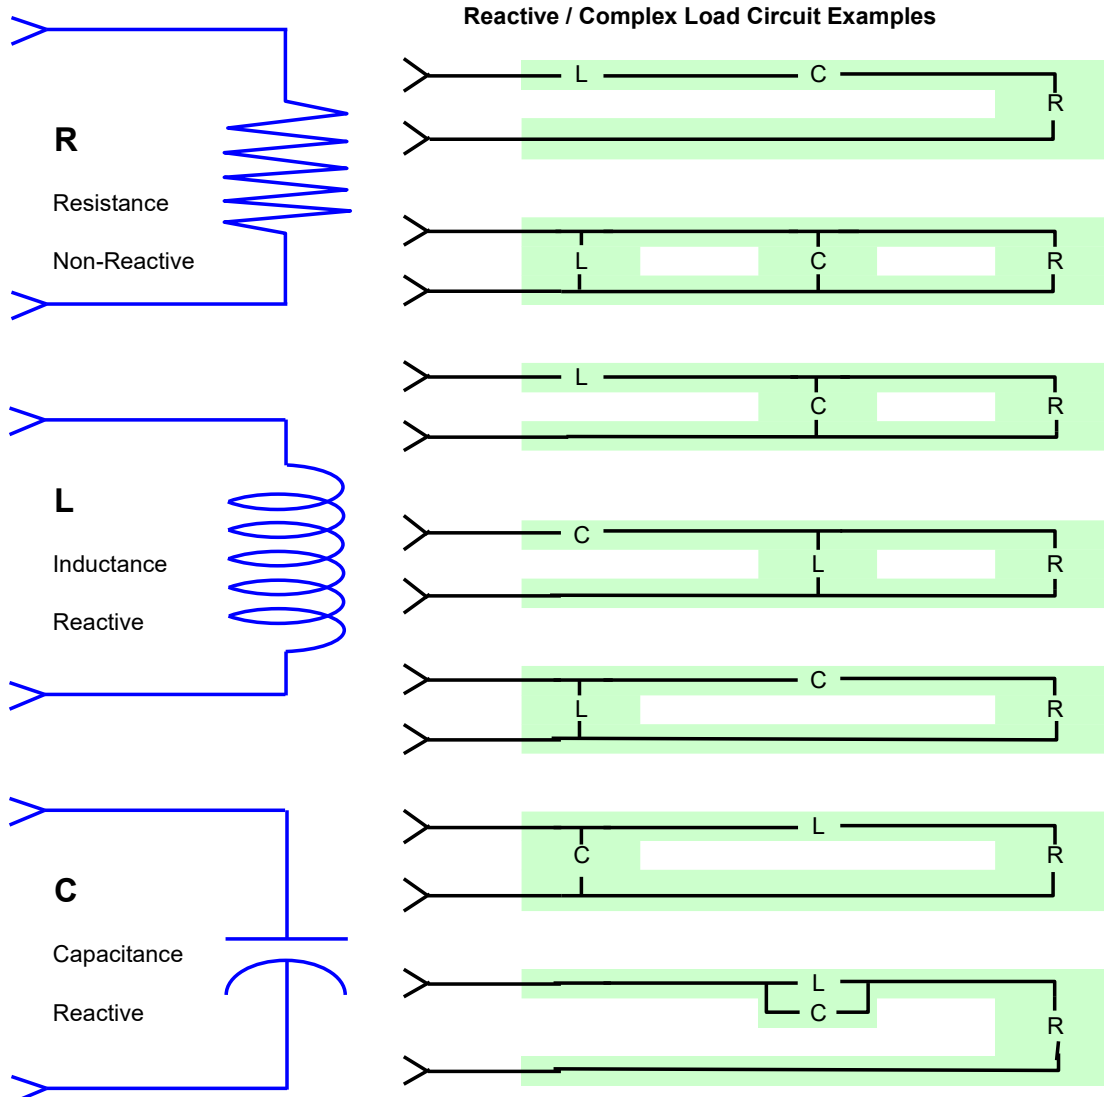 Reactive / Complex Load Circuit Examples
R
Resistance
Non-Reactive
L
Inductance
Reactive
C
Capacitance
Reactive
L C
R
L C R
L
C R
C
L R
C
L R
L
C R
L
C
R